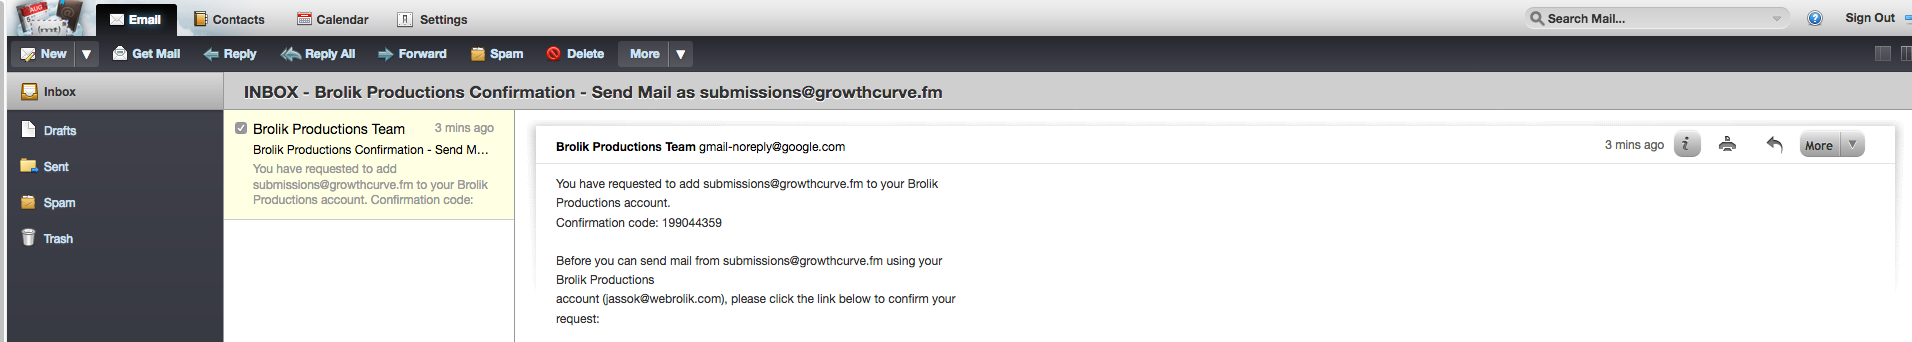 AUG
(mt)
Email
Contacts
Calendar
Settings
Search Mail...
Sign Out
New
Get Mail
Reply
Reply All
Forward
Spam
Delete
More
Inbox
Drafts
Sent
Spam
Trash
INBOX - Brolik Productions Confirmation - Send Mail as submissions@growthcurve.fm
Brolik Productions Team 3 mins ago
Brolik Productions Confirmation - Send M...
You have requested to add
submissions@growthcurve.fm to your Brolik
Productions account. Confirmation code:
Brolik Productions Team gmail-noreply@google.com
3 mins ago
i
More
You have requested to add submissions@growthcurve.fm to your Brolik
Productions account.
Confirmation code: 199044359
Before you can send mail from submissions@growthcurve.fm using your
Brolik Productions
account (jassok@webrolik.com), please click the link below to confirm your
request: